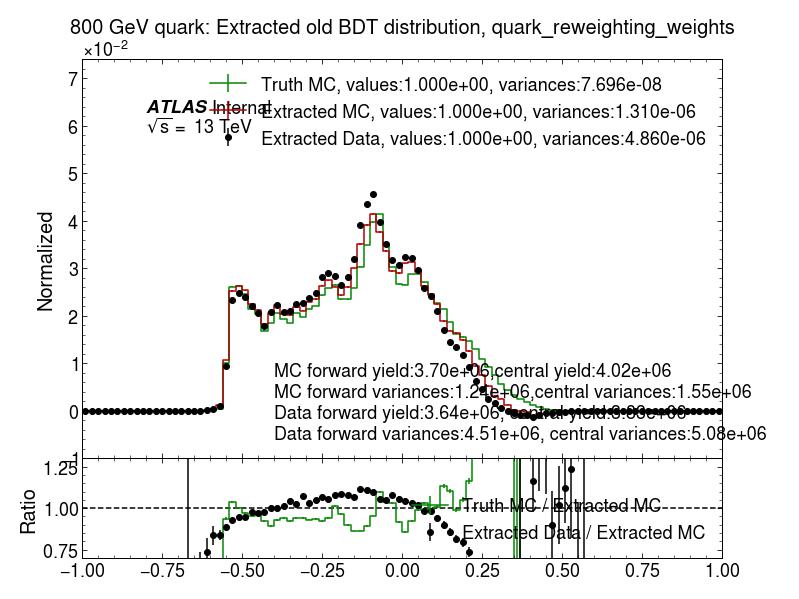 800 GeV quark: Extracted old BDT distribution, quark_reweighting_weights
×10⁻²
Truth MC, values:1.000e+00, variances:7.696e-08
ATLAS Internal
Extracted MC, values:1.000e+00, variances:1.310e-06
√s = 13 TeV
Extracted Data, values:1.000e+00, variances:4.860e-06
7
6
5
4
3
2
1
0
1
Normalized
MC forward yield:3.70e+06,central yield:4.02e+06
MC forward variances:1.24e+06,central variances:1.55e+06
Data forward yield:3.64e+06, central
Data forward variances:4.51e+06, central variances:5.08e+06
1.25
1.00
0.75
Ratio
Truth MC / Extracted MC
Extracted Data / Extracted MC
−1.00 −0.75 −0.50 −0.25 0.00 0.25 0.50 0.75 1.00